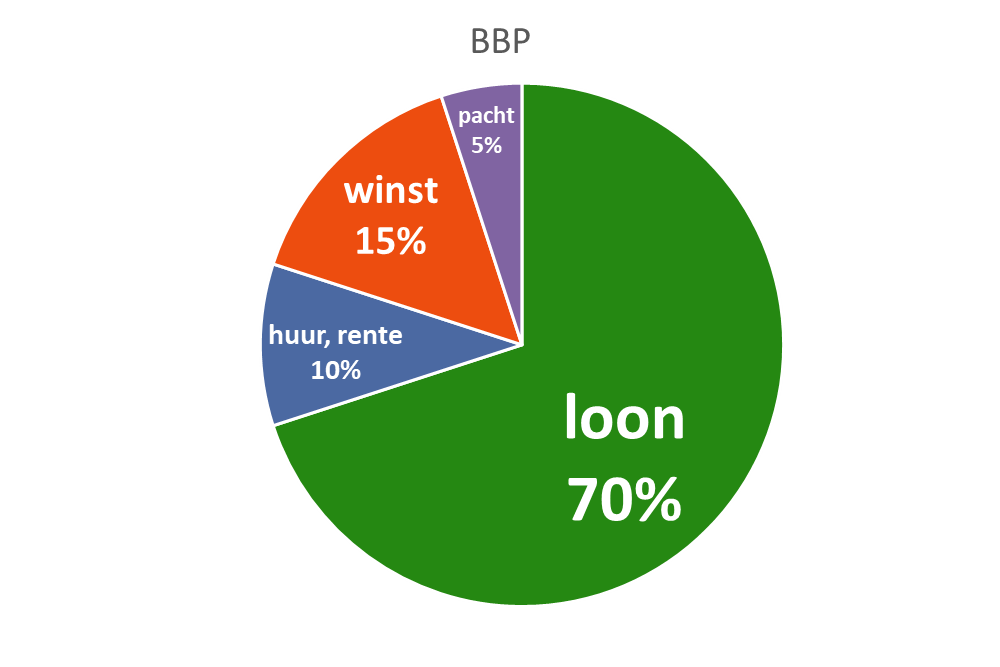 BBP
pacht
5%
winst
15%
huur, rente
10%
loon
70%